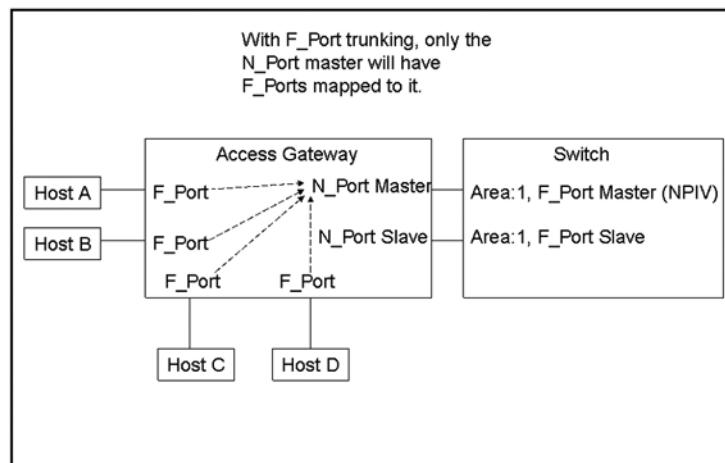 With F_Port trunking, only the
N_Port master will have
F_Ports mapped to it.
Access Gateway
Switch
Host A
F_Port
N_Port Master
Area:1, F_Port Master (NPIV)
Host B
F_Port
N_Port Slave
Area:1, F_Port Slave
F_Port
F_Port
Host C
Host D